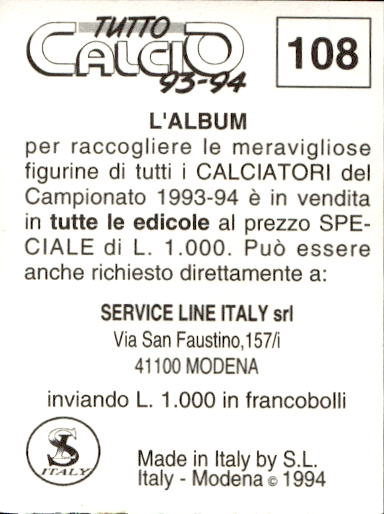 TUTTO
CALCIO
93-94
108
L'ALBUM
per raccogliere le meravigliose
figurine di tutti i CALCIATORI del
Campionato 1993-94 è in vendita
in tutte le edicole al prezzo SPE-
CIALE di L. 1.000. Può essere
anche richiesto direttamente a:
SERVICE LINE ITALY srl
Via San Faustino,157/i
41100 MODENA
inviando L. 1.000 in francobolli
SL
ITALY
Made in Italy by S.L.
Italy - Modena © 1994